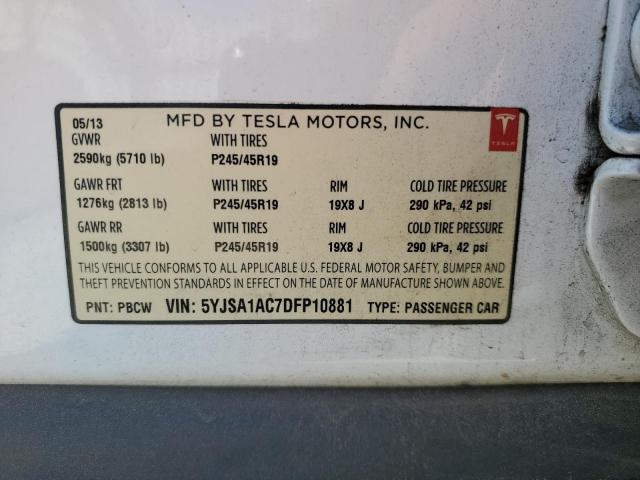 05/13 MFD BY TESLA MOTORS, INC.
GVWR WITH TIRES
2590kg (5710 lb) P245/45R19
TESLA
GAWR FRT WITH TIRES RIM COLD TIRE PRESSURE
1276kg (2813 lb) P245/45R19 19X8 J 290 kPa, 42 psi
GAWR RR WITH TIRES RIM COLD TIRE PRESSURE
1500kg (3307 lb) P245/45R19 19X8 J 290 kPa, 42 psi
THIS VEHICLE CONFORMS TO ALL APPLICABLE U.S. FEDERAL MOTOR SAFETY, BUMPER AND
THEFT PREVENTION STANDARDS IN EFFECT ON THE DATE OF MANUFACTURE SHOWN ABOVE.
PNT: PBCW VIN: 5YJSA1AC7DFP10881 TYPE: PASSENGER CAR